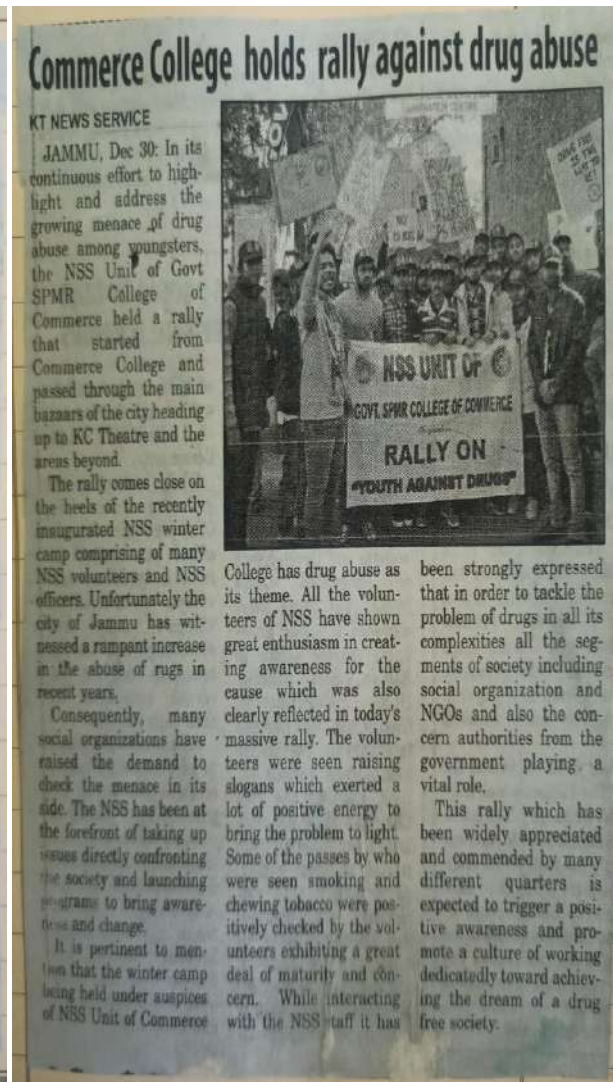 Commerce College holds rally against drug abuse
KT NEWS SERVICE
JAMMU, Dec 30: In its
continuous effort to high-
light and address the
growing menace of drug
abuse among youngsters,
the NSS Unit of Govt
SPMR College of
Commerce held a rally
that started from
Commerce College and
passed through the main
bazaars of the city heading
up to KC Theatre and the
areas beyond.
The rally comes close on
the heels of the recently
insugurated NSS winter
camp comprising of many
NSS volunteers and NSS
officers. Unfortunately the
city of Jammu has wit-
nessed a rampant increase
in the abuse of rugs in
recent years.
Consequently, many
social organizations have
raised the demand to
check the menace in its
side. The NSS has been at
the forefront of taking up
issues directly confronting
the society and launching
programs to bring aware-
ness and change.
It is pertinent to men-
tion that the winter camp
being held under auspices
of NSS Unit of Commerce
NSS UNIT OF
GOVT. SPMR COLLEGE OF COMMERCE
RALLY ON
"YOUTH AGAINST DRUGS"
College has drug abuse as
its theme. All the volun-
teers of NSS have shown
great enthusiasm in creat-
ing awareness for the
cause which was also
clearly reflected in today's
massive rally. The volun-
teers were seen raising
slogans which exerted a
lot of positive energy to
bring the problem to light.
Some of the passes by who
were seen smoking and
chewing tobacco were pos-
itively checked by the vol-
unteers exhibiting a great
deal of maturity and con-
cern. While interacting
with the NSS staff it has
been strongly expressed
that in order to tackle the
problem of drugs in all its
complexities all the seg-
ments of society including
social organization and
NGOs and also the con-
cern authorities from the
government playing a
vital role.
This rally which has
been widely appreciated
and commended by many
different quarters is
expected to trigger a posi-
tive awareness and pro-
mote a culture of working
dedicatedly toward achiev-
ing the dream of a drug
free society.